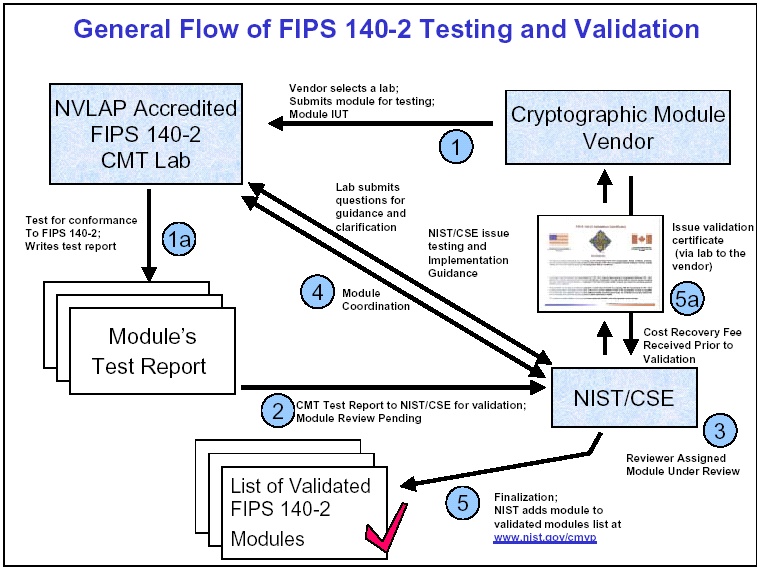 General Flow of FIPS 140-2 Testing and Validation
NVLAP Accredited
FIPS 140-2
CMT Lab
Vendor selects a lab;
Submits module for testing;
Module IUT
1
Cryptographic Module
Vendor
Test for conformance
To FIPS 140-2;
Writes test report
1a
Lab submits
questions for
guidance and
clarification
NIST/CSE issue
testing and
Implementation
Guidance
4
Module
Coordination
Issue validation
certificate
(via lab to the
vendor)
5a
Cost Recovery Fee
Received Prior to
Validation
Module's
Test Report
2
CMT Test Report to NIST/CSE for validation;
Module Review Pending
NIST/CSE
3
Reviewer Assigned
Module Under Review
List of Validated
FIPS 140-2
Modules
5
Finalization;
NIST adds module to
validated modules list at
www.nist.gov/cmvp